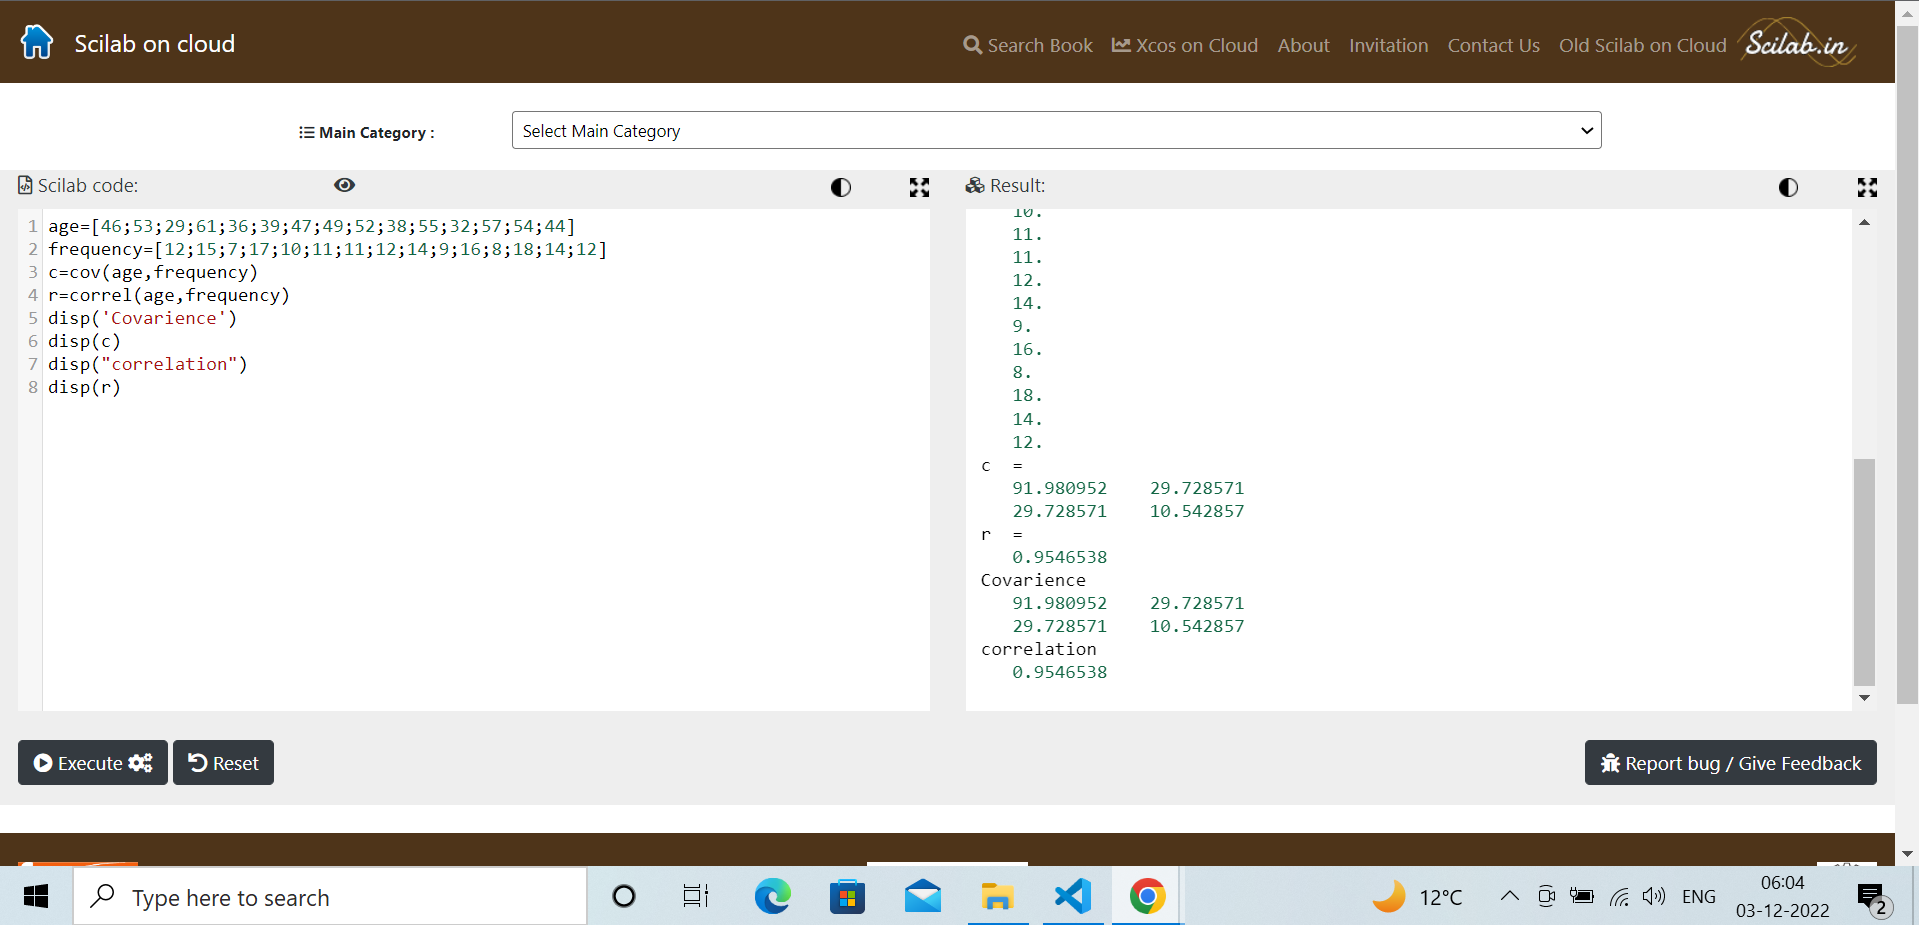 Scilab on cloud
Search Book Xcos on Cloud About Invitation Contact Us Old Scilab on Cloud Scilab.in
Main Category :
Select Main Category
Scilab code:
1 age=[46;53;29;61;36;39;47;49;52;38;55;32;57;54;44]
2 frequency=[12;15;7;17;10;11;11;12;14;9;16;8;18;14;12]
3 c=cov(age,frequency)
4 r=correl(age,frequency)
5 disp('Covarience')
6 disp(c)
7 disp("correlation")
8 disp(r)
Result:
10.
11.
11.
12.
14.
9.
16.
8.
18.
14.
12.
c =
91.980952 29.728571
29.728571 10.542857
r =
0.9546538
Covarience
91.980952 29.728571
29.728571 10.542857
correlation
0.9546538
Execute
Reset
Report bug / Give Feedback
Type here to search
12°C
ENG
06:04
03-12-2022
2